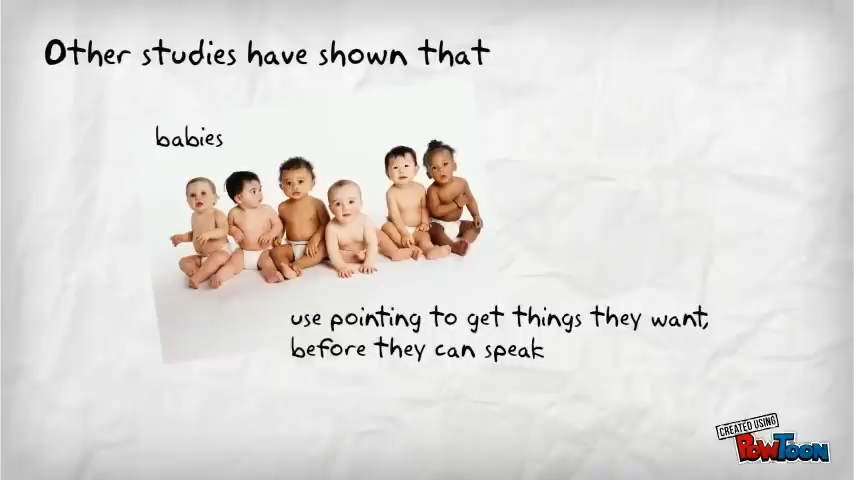 Other studies have shown that
babies
use pointing to get things they want,
before they can speak
CREATED USING
POWTOON